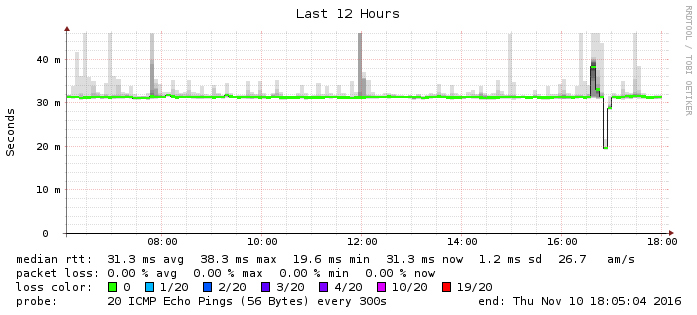 Last 12 Hours
RRDTOOL / TOBI OETIKER
Seconds
40 m
30 m
20 m
10 m
0
08:00 10:00 12:00 14:00 16:00 18:00
median rtt: 31.3 ms avg 38.3 ms max 19.6 ms min 31.3 ms now 1.2 ms sd 26.7 am/s
packet loss: 0.00 % avg 0.00 % max 0.00 % min 0.00 % now
loss color: 0 1/20 2/20 3/20 4/20 10/20 19/20
probe: 20 ICMP Echo Pings (56 Bytes) every 300s end: Thu Nov 10 18:05:04 2016